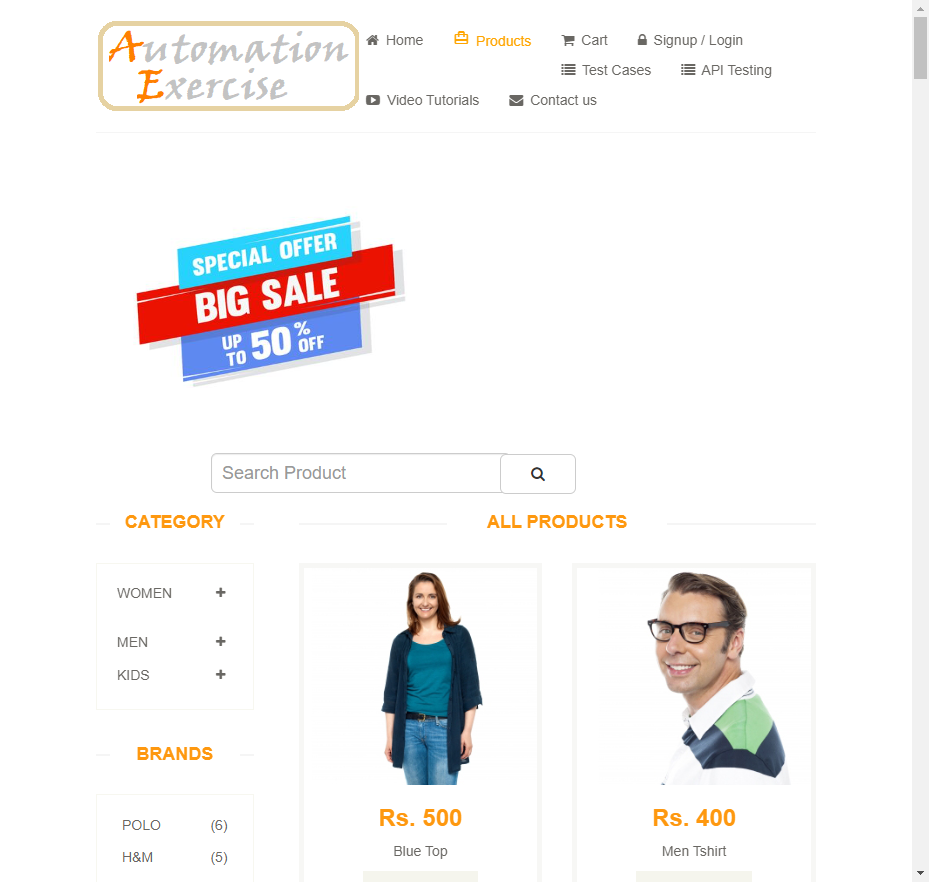 Automation
Exercise
Home
Products
Cart
Signup / Login
Test Cases
API Testing
Video Tutorials
Contact us
SPECIAL OFFER
BIG SALE
UP TO 50% OFF
Search Product
CATEGORY
WOMEN
MEN
KIDS
BRANDS
POLO (6)
H&M (5)
ALL PRODUCTS
Rs. 500
Blue Top
Rs. 400
Men Tshirt